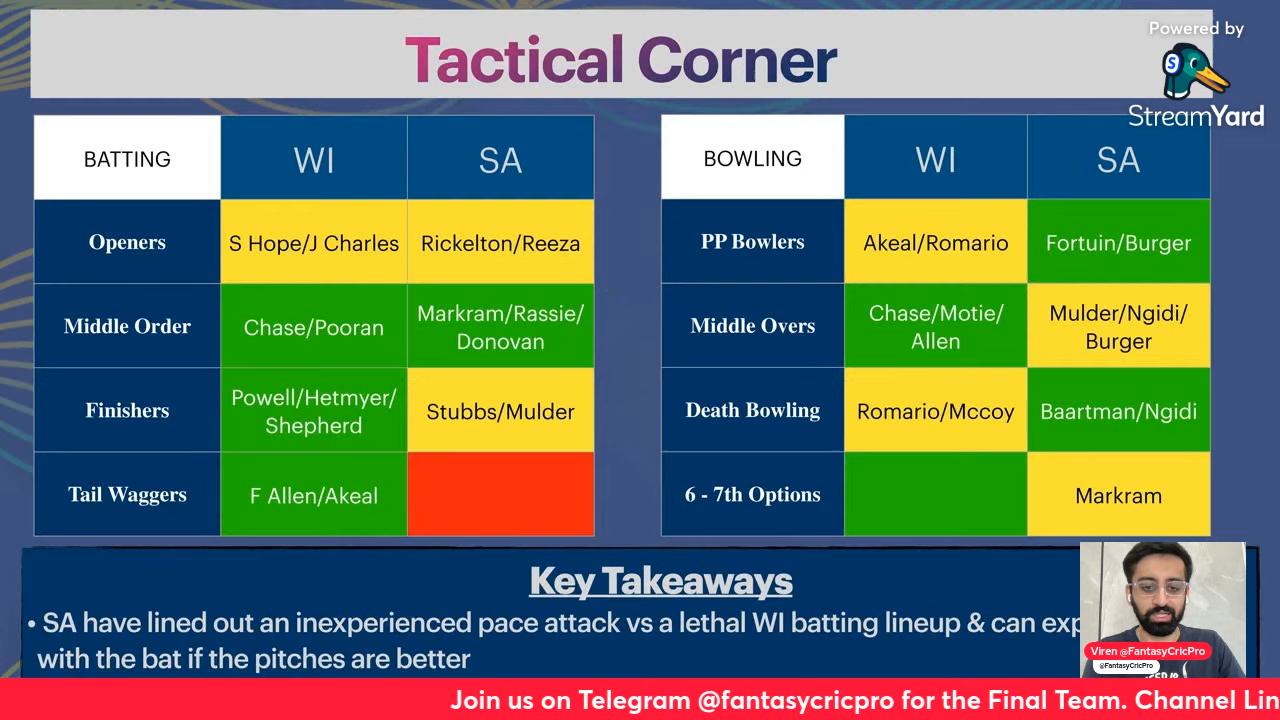 Tactical Corner
Powered by
S
StreamYard
BATTING WI SA
Openers S Hope/J Charles Rickelton/Reeza
Middle Order Chase/Pooran Markram/Rassie/
Donovan
Finishers Powell/Hetmyer/
Shepherd Stubbs/Mulder
Tail Waggers F Allen/Akeal
BOWLING WI SA
PP Bowlers Akeal/Romario Fortuin/Burger
Middle Overs Chase/Motie/
Allen Mulder/Ngidi/
Burger
Death Bowling Romario/Mccoy Baartman/Ngidi
6 - 7th Options Markram
Key Takeaways
• SA have lined out an inexperienced pace attack vs a lethal WI batting lineup & can exp
with the bat if the pitches are better
Viren @FantasyCricPro
@FantasyCricPro
Join us on Telegram @fantasycricpro for the Final Team. Channel Lin